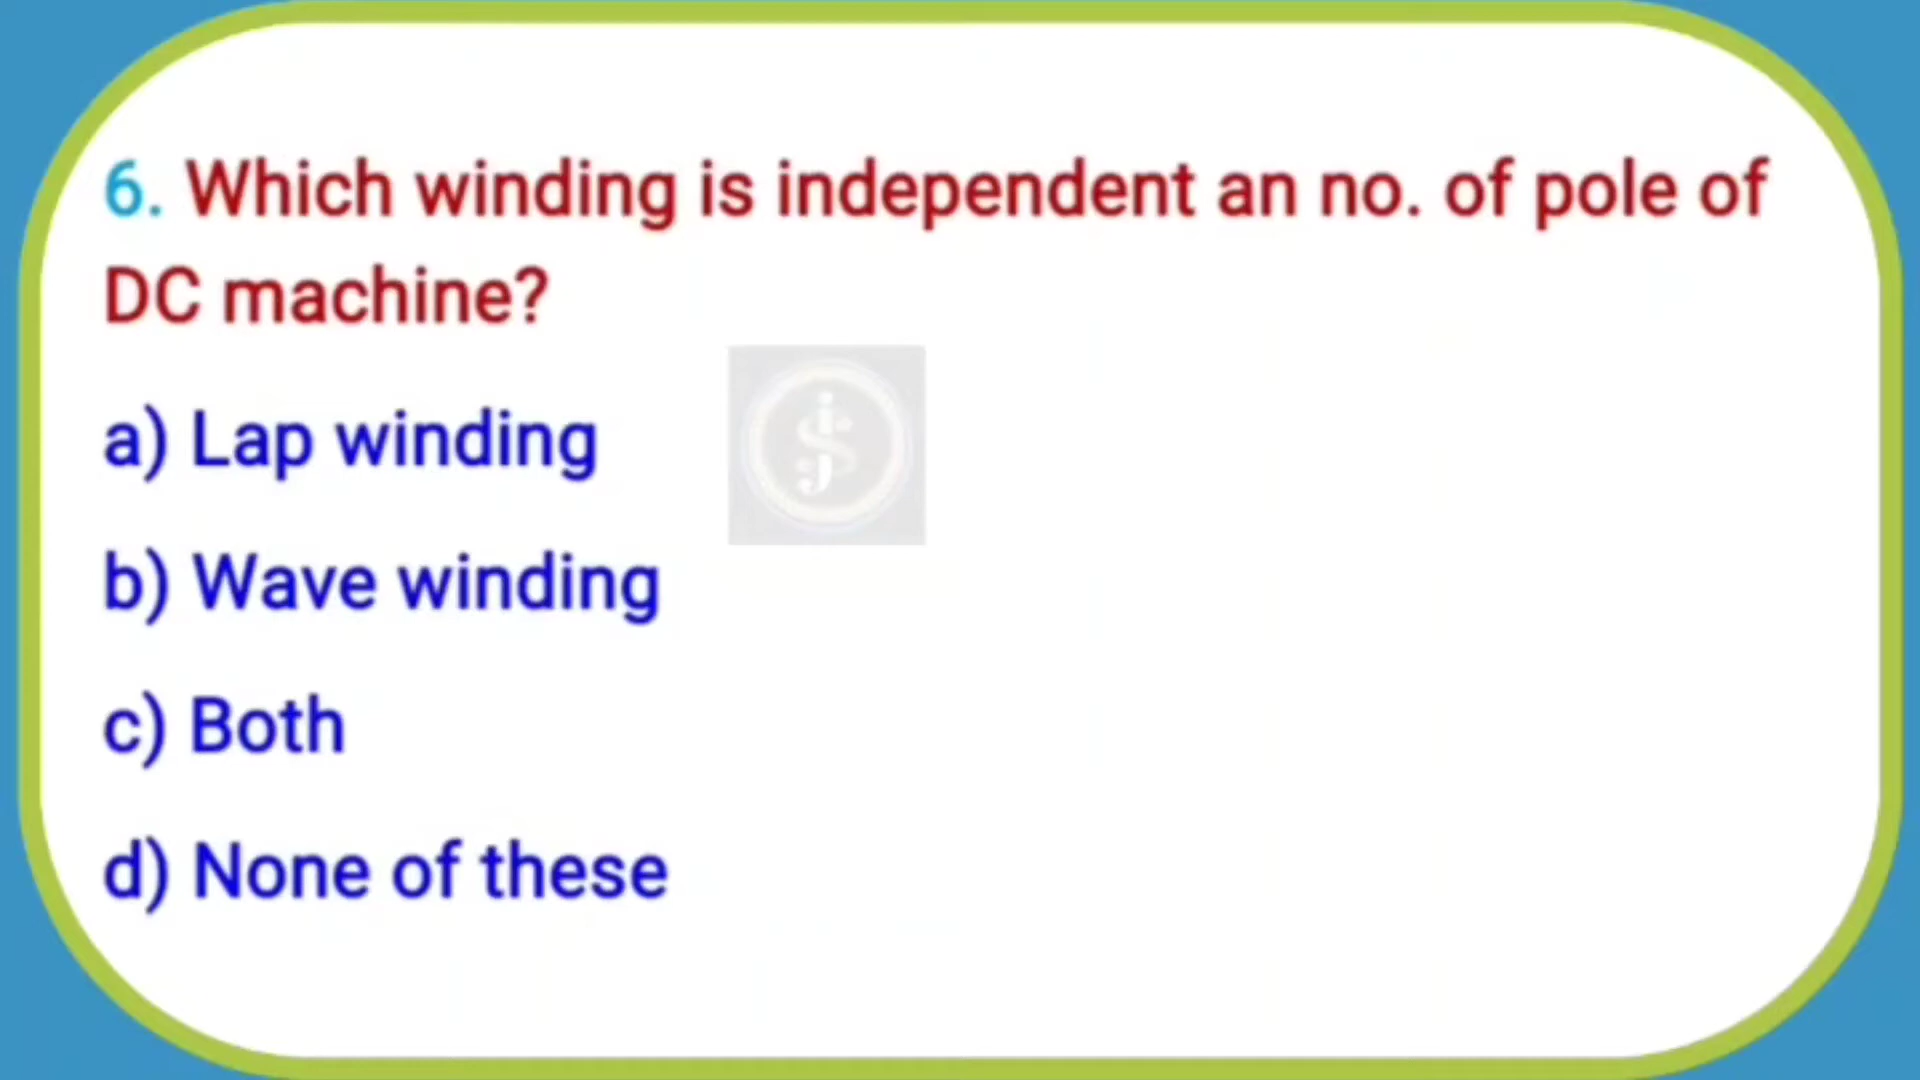 6. Which winding is independent an no. of pole of
DC machine?
a) Lap winding
b) Wave winding
c) Both
d) None of these